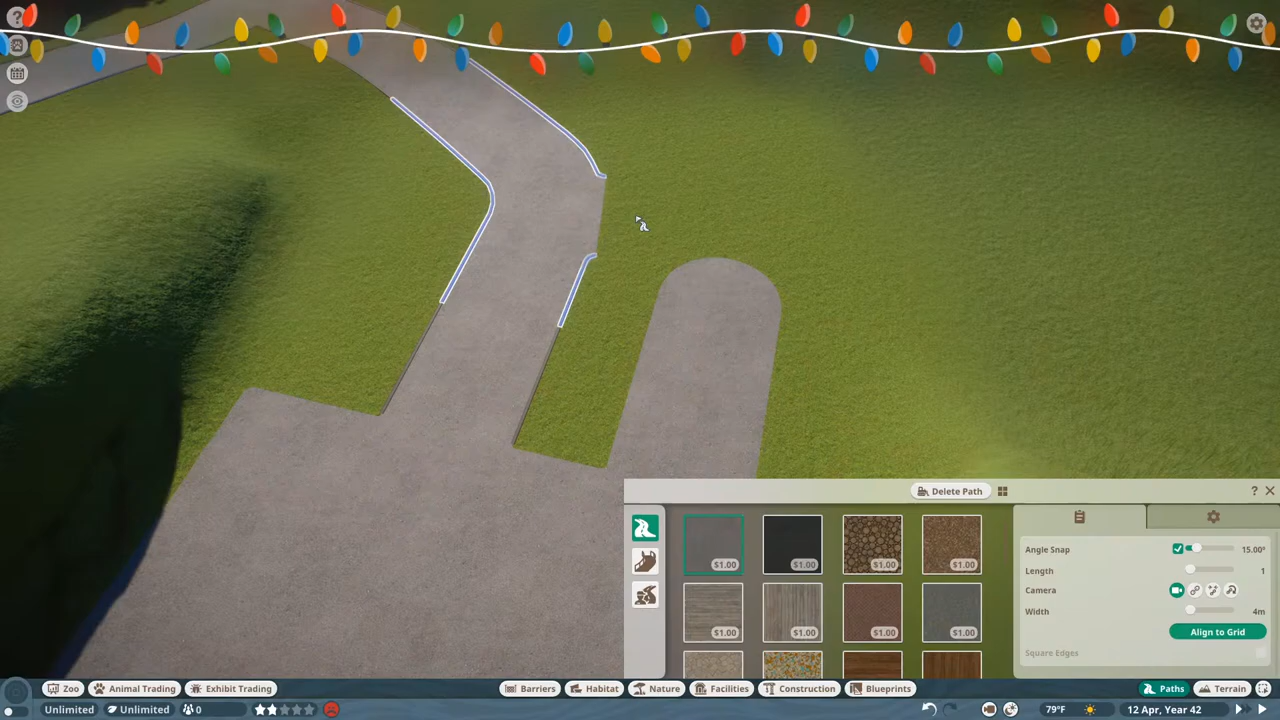 ?
Delete Path
? ×
$1.00 $1.00 $1.00 $1.00
$1.00 $1.00 $1.00 $1.00
Angle Snap 15.00°
Length 1
Camera
Width 4m
Align to Grid
Square Edges
Zoo Animal Trading Exhibit Trading Barriers Habitat Nature Facilities Construction Blueprints Paths Terrain
Unlimited Unlimited 0 79°F 12 Apr, Year 42